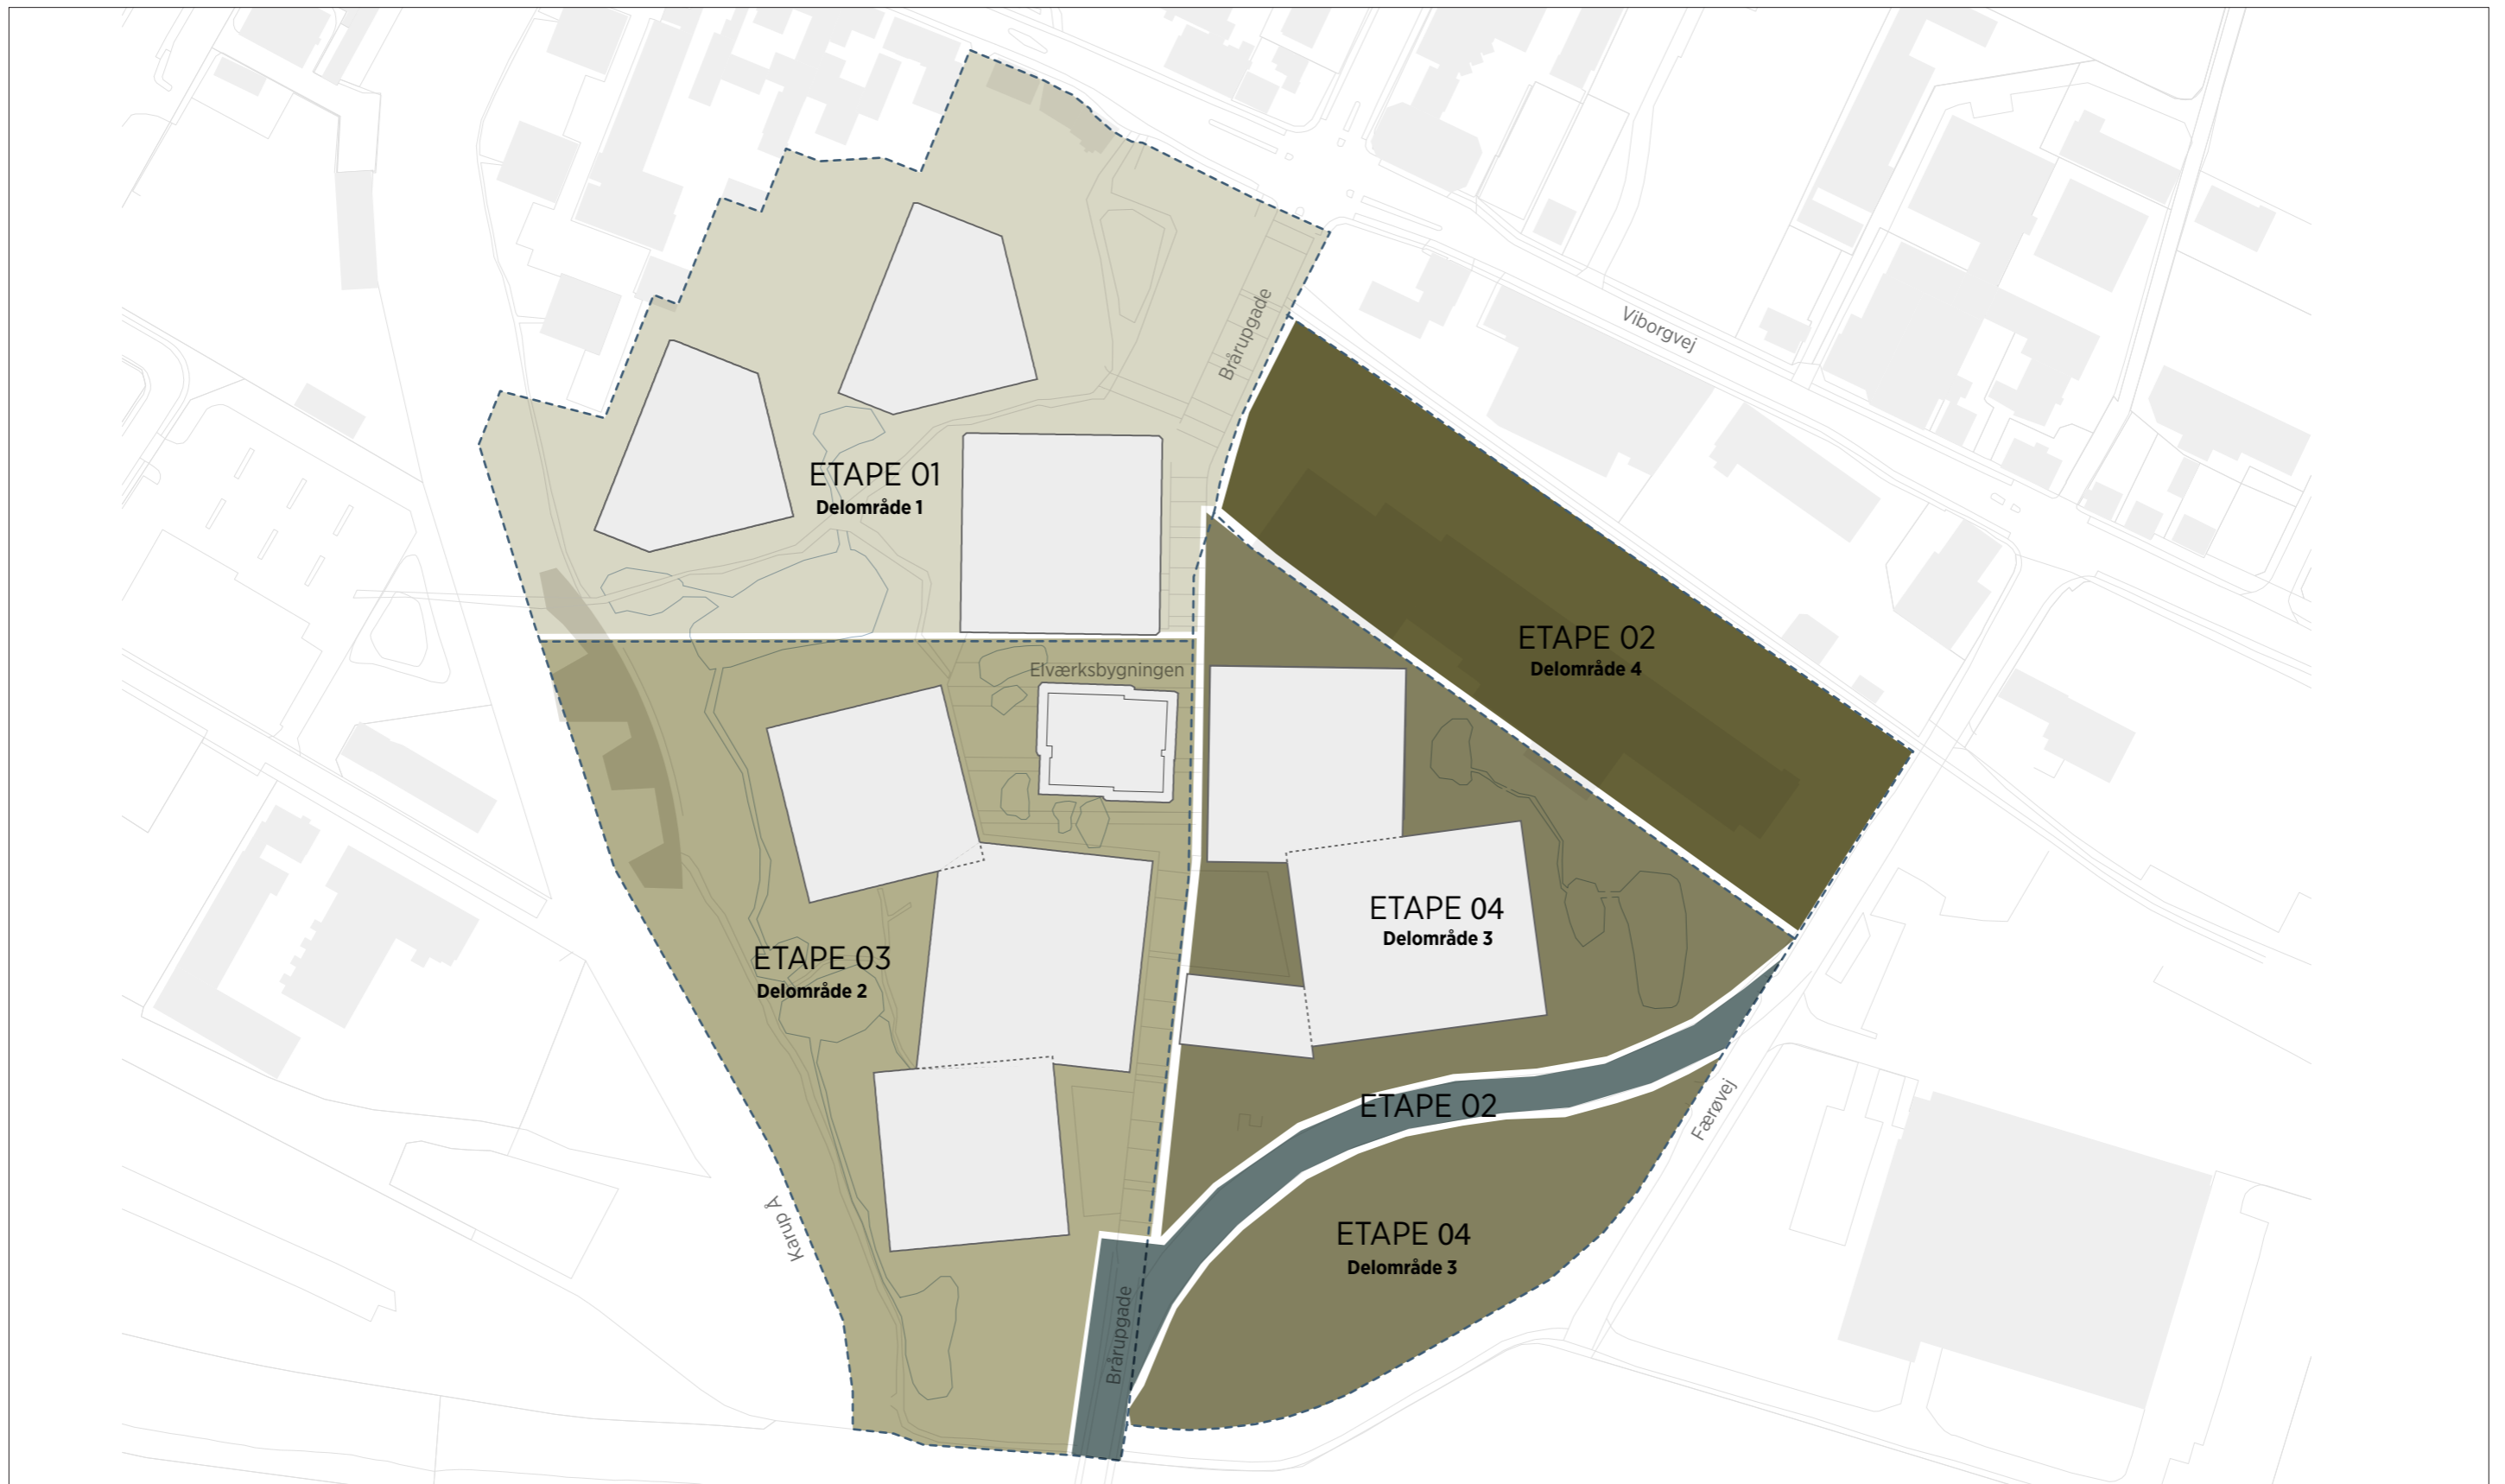 Brårupgade
Viborgvej
ETAPE 01
Delområde 1
ETAPE 02
Delområde 4
Elværksbygningen
ETAPE 04
Delområde 3
ETAPE 03
Delområde 2
ETAPE 02
Færøvej
Karup Å
ETAPE 04
Delområde 3
Brårupgade